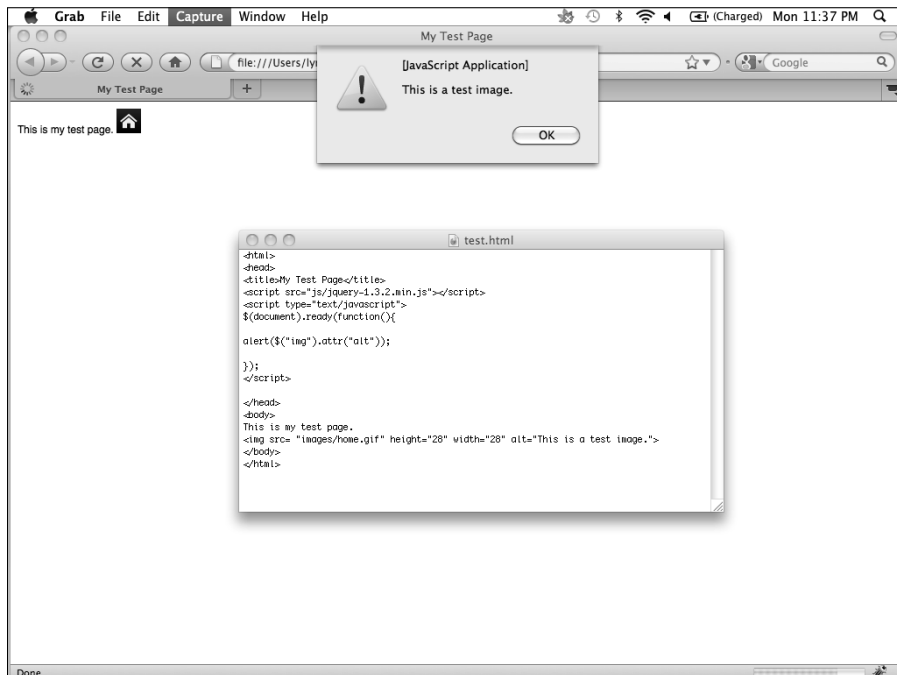 Grab File Edit Capture Window Help (Charged) Mon 11:37 PM
My Test Page
file:///Users/ly
Google
My Test Page +
[JavaScript Application]
This is a test image.
OK
This is my test page.
test.html
<html>
<head>
<title>My Test Page</title>
<script src="js/jquery-1.3.2.min.js"></script>
<script type="text/javascript">
$(document).ready(function(){
alert($("img").attr("alt"));
});
</script>
</head>
<body>
This is my test page.
<img src= "images/home.gif" height="28" width="28" alt="This is a test image.">
</body>
</html>
Done